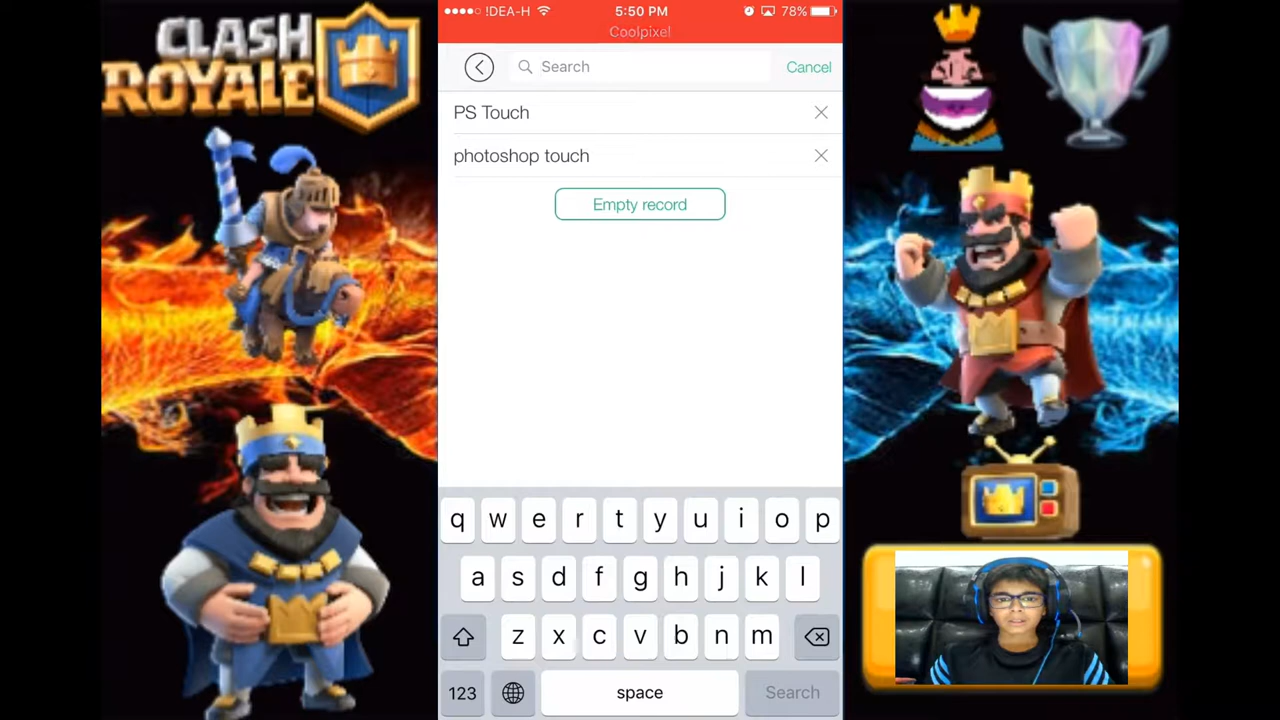 CLASH
ROYALE
!DEA-H 5:50 PM 78%
Coolpixel
Search Cancel
PS Touch
photoshop touch
Empty record
q w e r t y u i o p
a s d f g h j k l
z x c v b n m
123 space Search